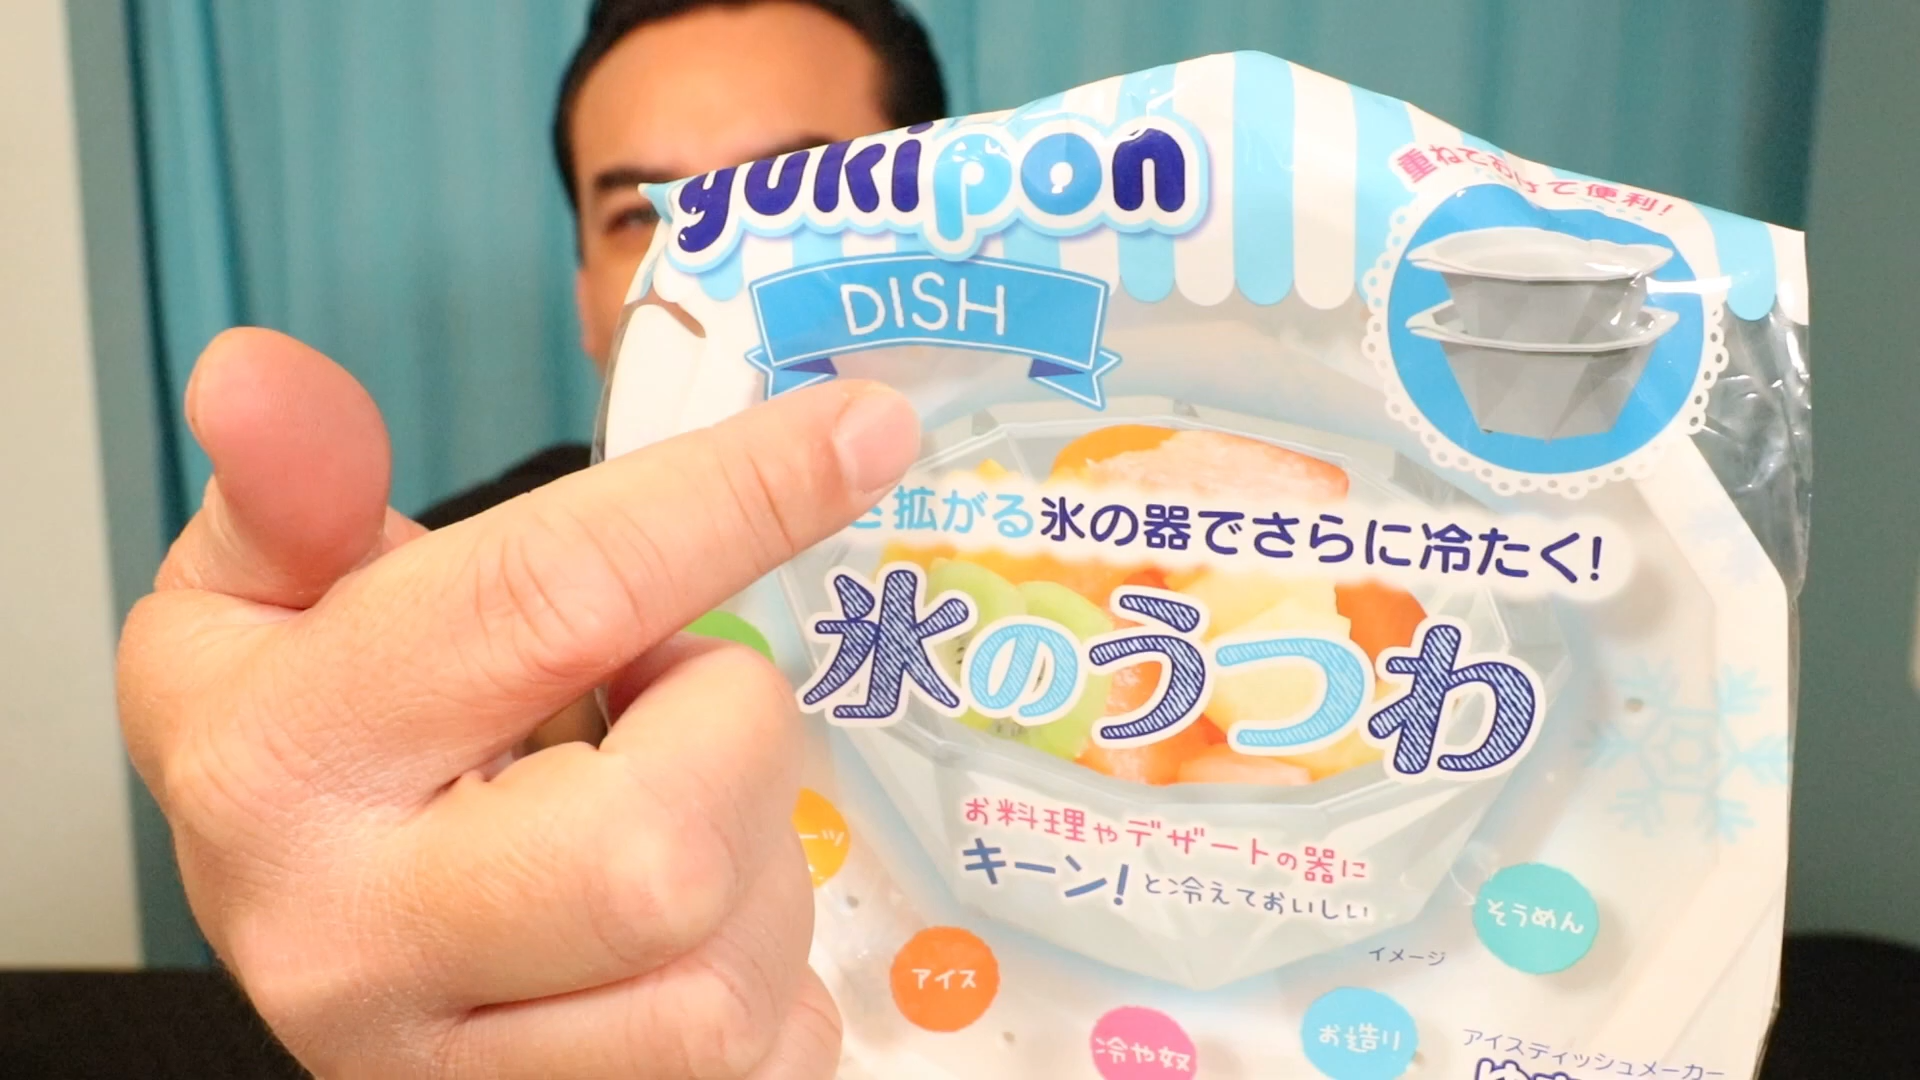 yukipon
DISH
重ねておけて便利!
拡がる氷の器でさらに冷たく!
氷のうつわ
お料理やデザートの器に
キーン!と冷えておいしい
イメージ
そうめん
アイス
冷や奴
お造り
アイスディッシュメーカー